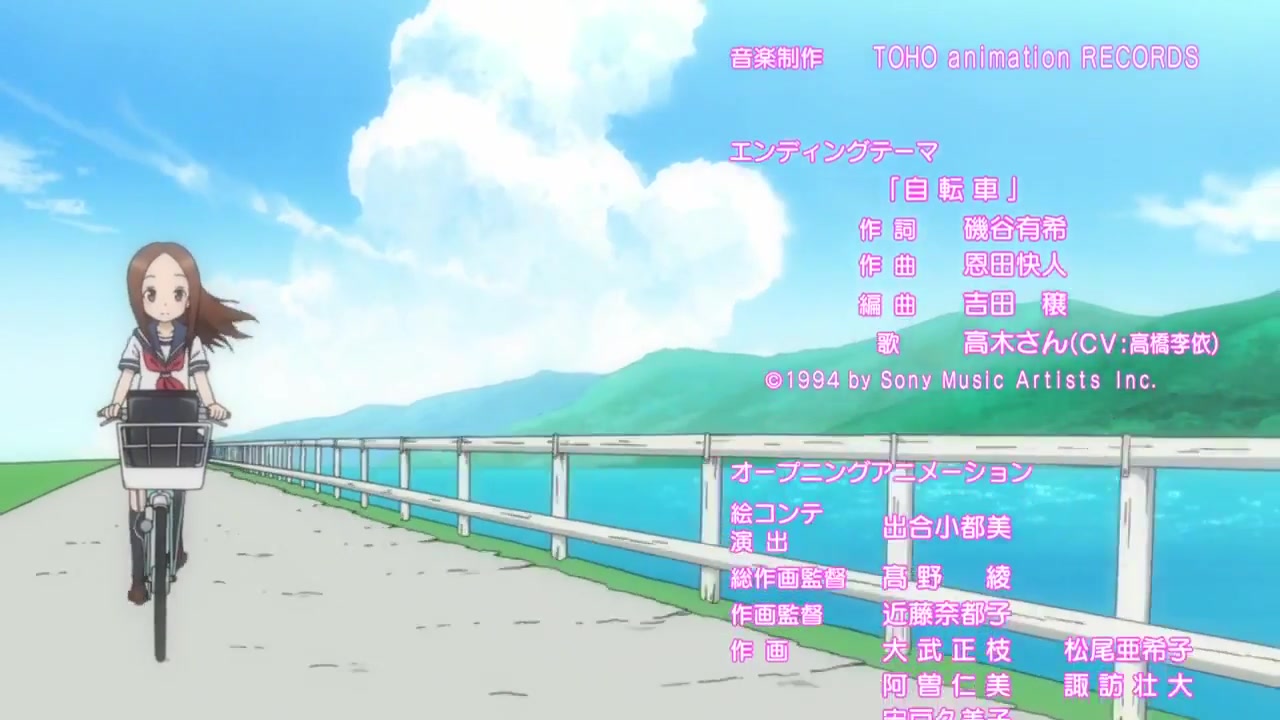 音楽制作 TOHO animation RECORDS
エンディングテーマ
「自転車」
作詞 磯谷有希
作曲 恩田快人
編曲 吉田 穣
歌 高木さん(CV:高橋李依)
©1994 by Sony Music Artists Inc.
オープニングアニメーション
絵コンテ
演出 出合小都美
総作画監督 髙野 綾
作画監督 近藤奈都子
作画 大武正枝 松尾亜希子
阿曽仁美 諏訪壮大